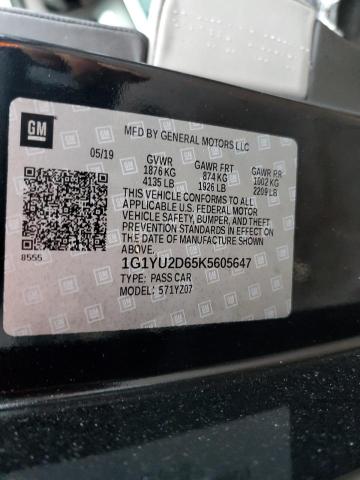 GM
MFD BY GENERAL MOTORS LLC
05/19 GVWR GAWR FRT GAWR RR
1876 KG 874 KG 1002 KG
4135 LB 1926 LB 2209 LB
THIS VEHICLE CONFORMS TO ALL
APPLICABLE U.S. FEDERAL MOTOR
VEHICLE SAFETY, BUMPER, AND THEFT
PREVENTION STANDARDS IN EFFECT ON
THE DATE OF MANUFACTURE SHOWN
ABOVE.
8555
1G1YU2D65K5605647
TYPE: PASS CAR
MODEL: 571YZ07